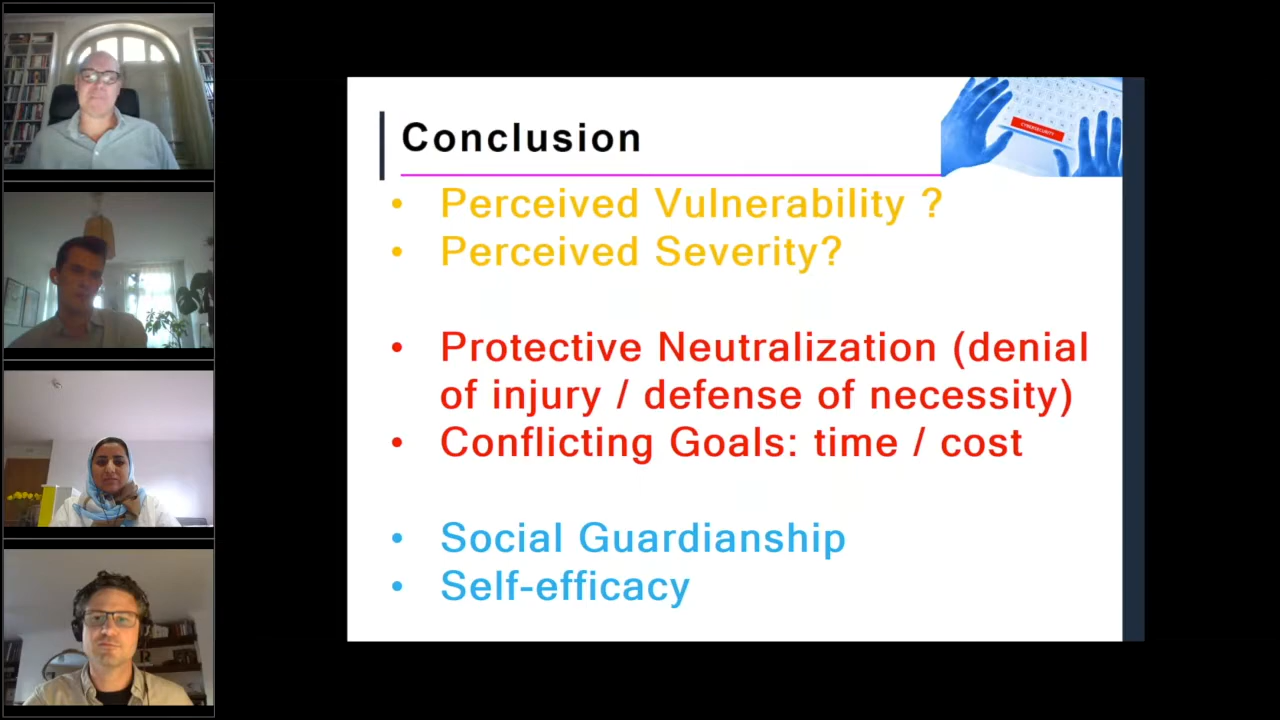 Conclusion
CYBERSECURITY
• Perceived Vulnerability ?
• Perceived Severity?
• Protective Neutralization (denial
of injury / defense of necessity)
• Conflicting Goals: time / cost
• Social Guardianship
• Self-efficacy